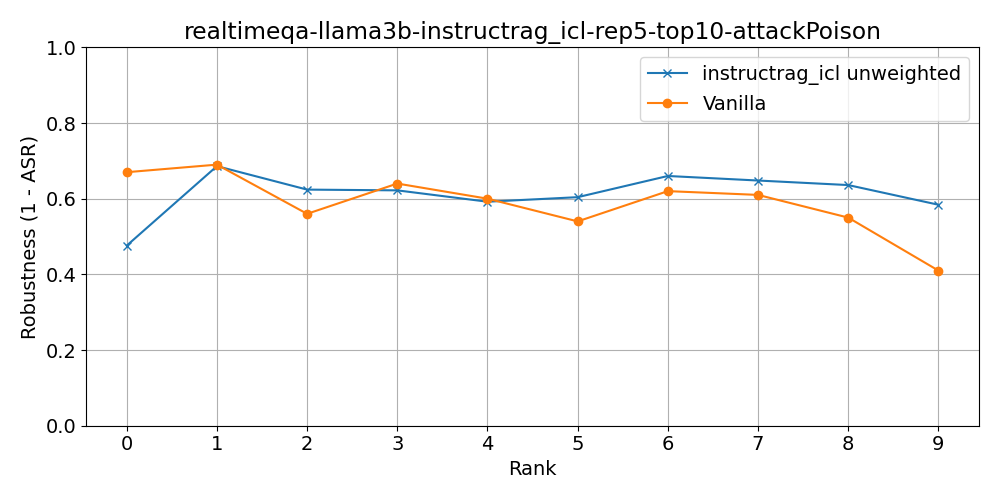 realtimeqa-llama3b-instructrag_icl-rep5-top10-attackPoison
instructrag_icl unweighted
Vanilla
Robustness (1 - ASR)
1.0
0.8
0.6
0.4
0.2
0.0
0 1 2 3 4 5 6 7 8 9
Rank